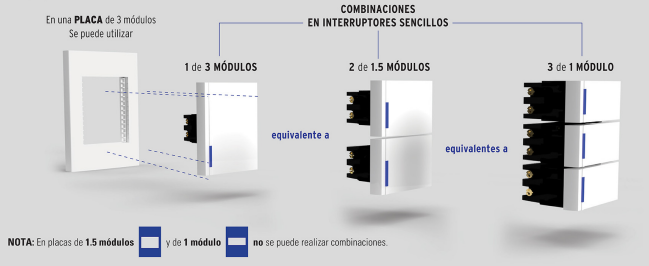 En una PLACA de 3 módulos
Se puede utilizar
COMBINACIONES
EN INTERRUPTORES SENCILLOS
1 de 3 MÓDULOS
2 de 1.5 MÓDULOS
3 de 1 MÓDULO
equivalente a
equivalentes a
NOTA: En placas de 1.5 módulos y de 1 módulo no se puede realizar combinaciones.